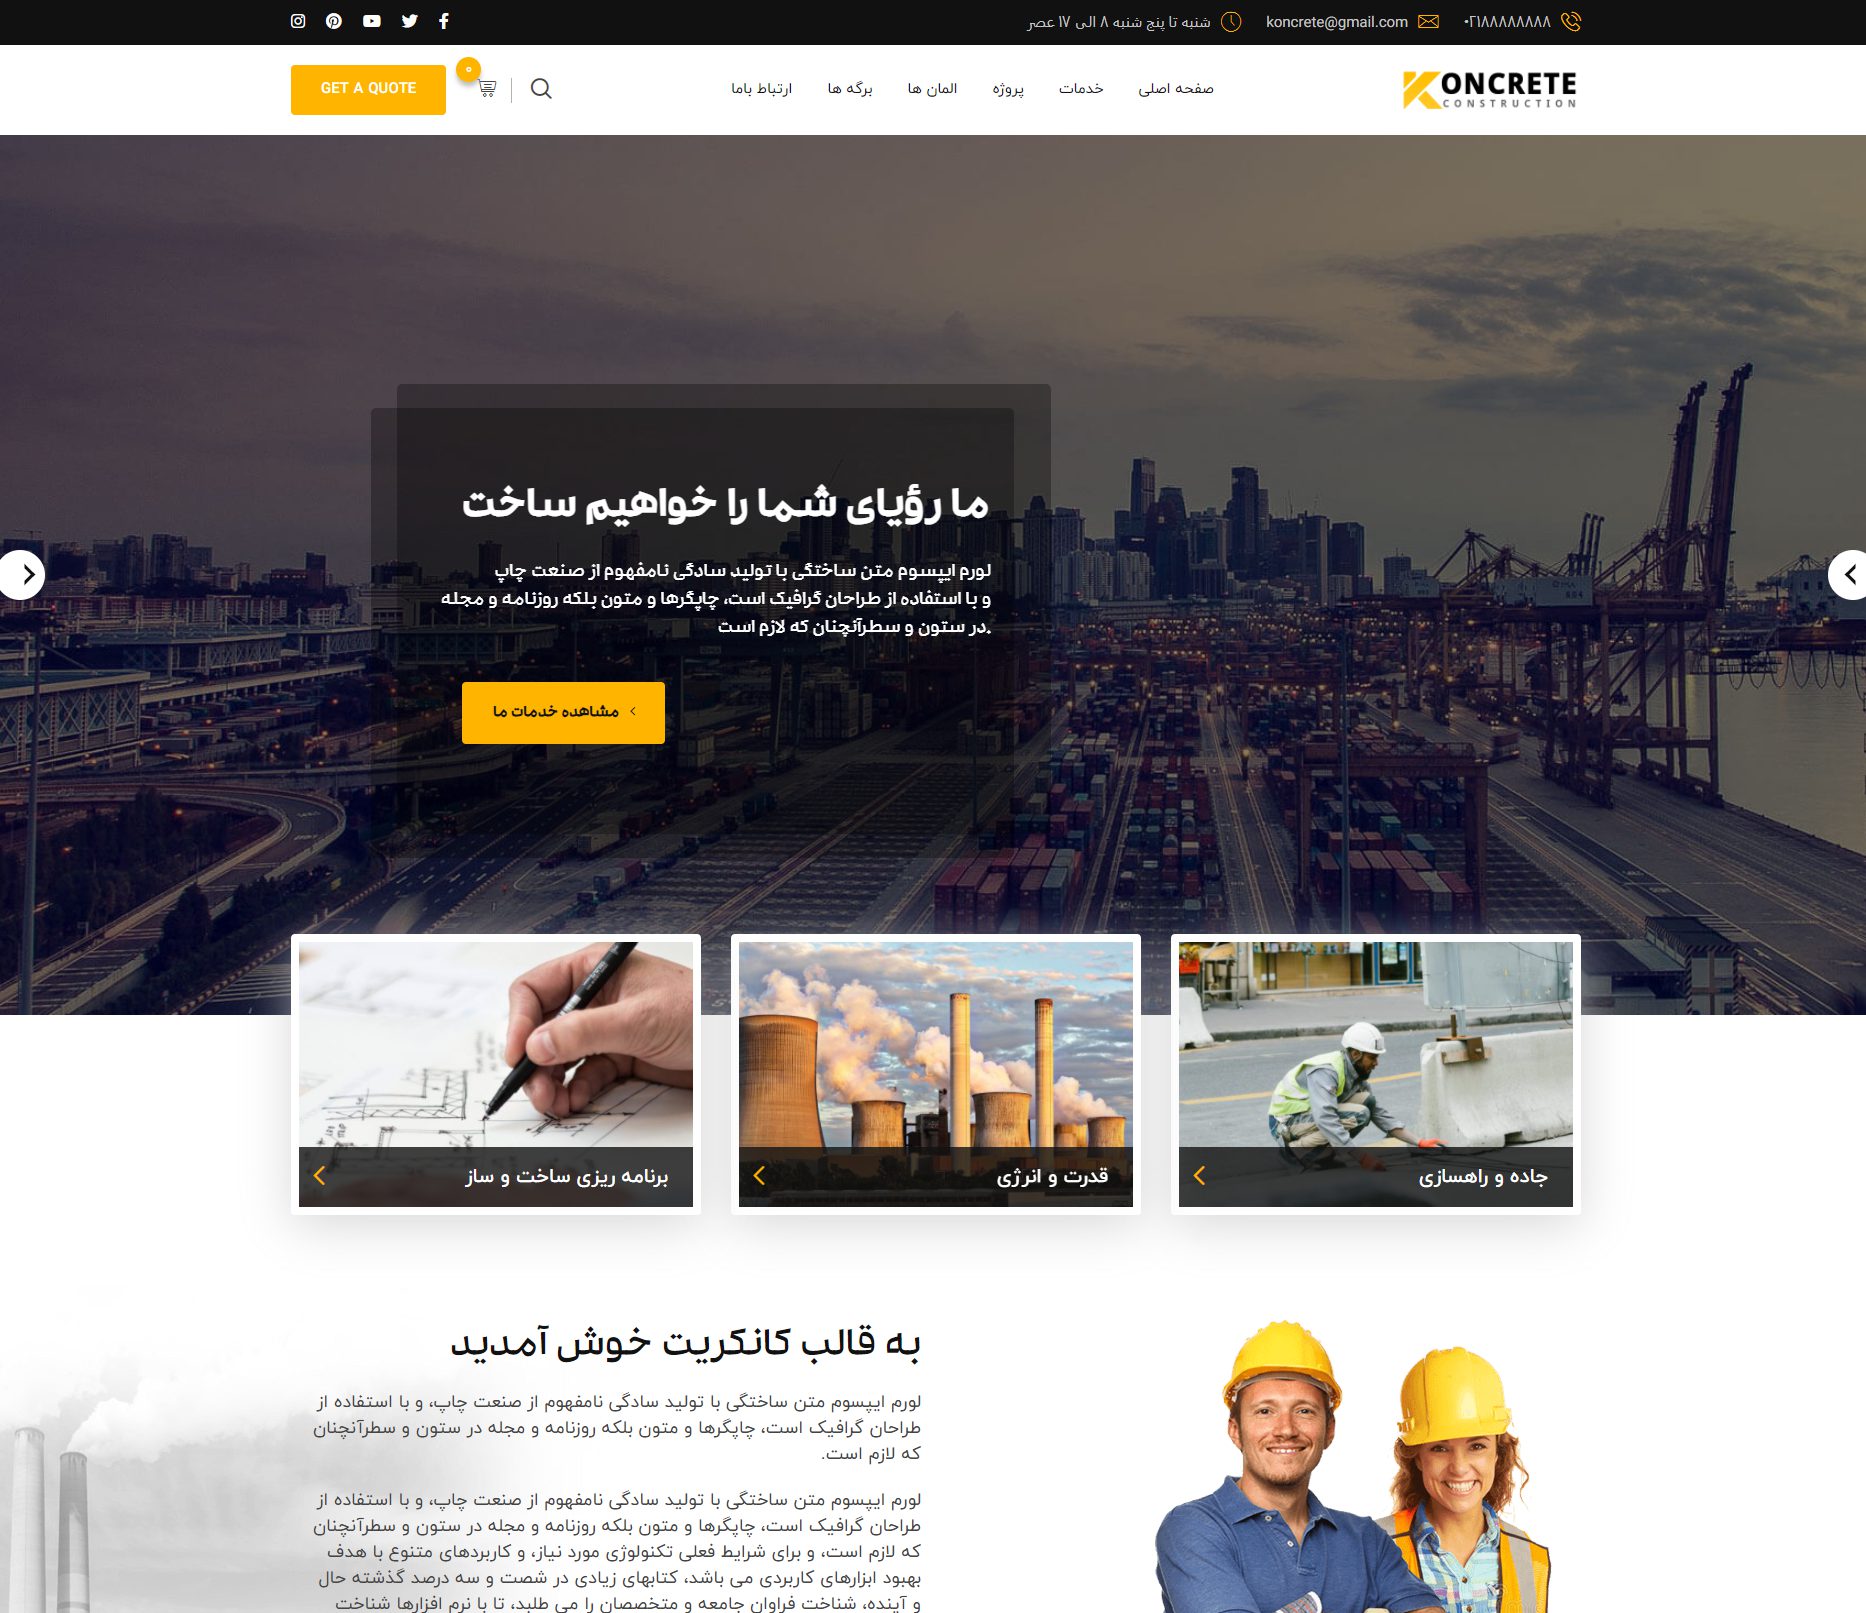 ۰۲۱۸۸۸۸۸۸۸۸
koncrete@gmail.com
شنبه تا پنج شنبه ۸ الی ۱۷ عصر
KONCRETE
CONSTRUCTION
صفحه اصلی
خدمات
پروژه
المان ها
برگه ها
ارتباط باما
۰
GET A QUOTE
ما رؤیای شما را خواهیم ساخت
لورم ایپسوم متن ساختگی با تولید سادگی نامفهوم از صنعت چاپ
و با استفاده از طراحان گرافیک است، چاپگرها و متون بلکه روزنامه و مجله
.در ستون و سطرآنچنان که لازم است
مشاهده خدمات ما
جاده و راهسازی
قدرت و انرژی
برنامه ریزی ساخت و ساز
به قالب کانکریت خوش آمدید
لورم ایپسوم متن ساختگی با تولید سادگی نامفهوم از صنعت چاپ، و با استفاده از
طراحان گرافیک است، چاپگرها و متون بلکه روزنامه و مجله در ستون و سطرآنچنان
که لازم است.
لورم ایپسوم متن ساختگی با تولید سادگی نامفهوم از صنعت چاپ، و با استفاده از
طراحان گرافیک است، چاپگرها و متون بلکه روزنامه و مجله در ستون و سطرآنچنان
که لازم است، و برای شرایط فعلی تکنولوژی مورد نیاز، و کاربردهای متنوع با هدف
بهبود ابزارهای کاربردی می باشد، کتابهای زیادی در شصت و سه درصد گذشته حال
و آینده، شناخت فراوان جامعه و متخصصان را می طلبد، تا با نرم افزارها شناخت